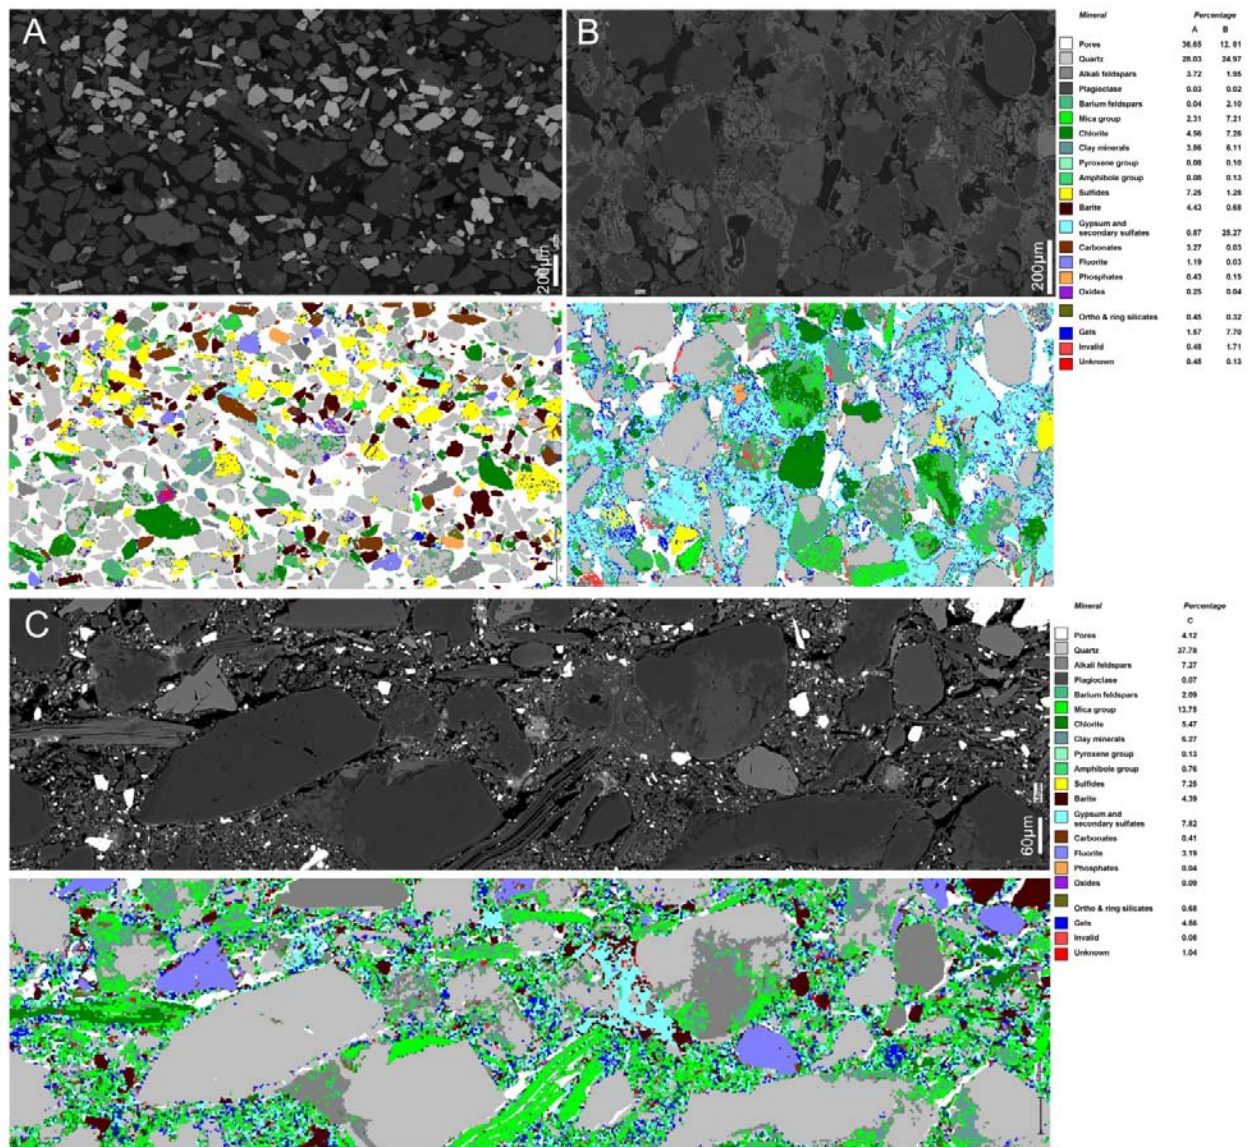 A
B
Mineral Percentage
A B
Pores 36.65 12.81
Quartz 28.03 24.97
Alkali feldspars 3.72 1.95
Plagioclase 0.03 0.02
Barium feldspars 0.04 2.10
Mica group 2.31 7.21
Chlorite 4.56 7.26
Clay minerals 3.86 6.11
Pyroxene group 0.08 0.10
Amphibole group 0.08 0.13
Sulfides 7.25 1.28
Barite 4.43 0.68
Gypsum and
secondary sulfates 0.87 25.27
Carbonates 3.27 0.03
Fluorite 1.19 0.03
Phosphates 0.43 0.15
Oxides 0.25 0.04
Ortho & ring silicates 0.45 0.32
Gels 1.57 7.70
Invalid 0.48 1.71
Unknown 0.45 0.13
200µm
200µm
C
Mineral Percentage
C
Pores 4.12
Quartz 37.78
Alkali feldspars 7.27
Plagioclase 0.07
Barium feldspars 2.09
Mica group 13.75
Chlorite 5.47
Clay minerals 6.27
Pyroxene group 0.13
Amphibole group 0.76
Sulfides 7.25
Barite 4.39
Gypsum and
secondary sulfates 7.82
Carbonates 0.41
Fluorite 3.19
Phosphates 0.04
Oxides 0.09
Ortho & ring silicates 0.68
Gels 4.56
Invalid 0.06
Unknown 1.04
60µm